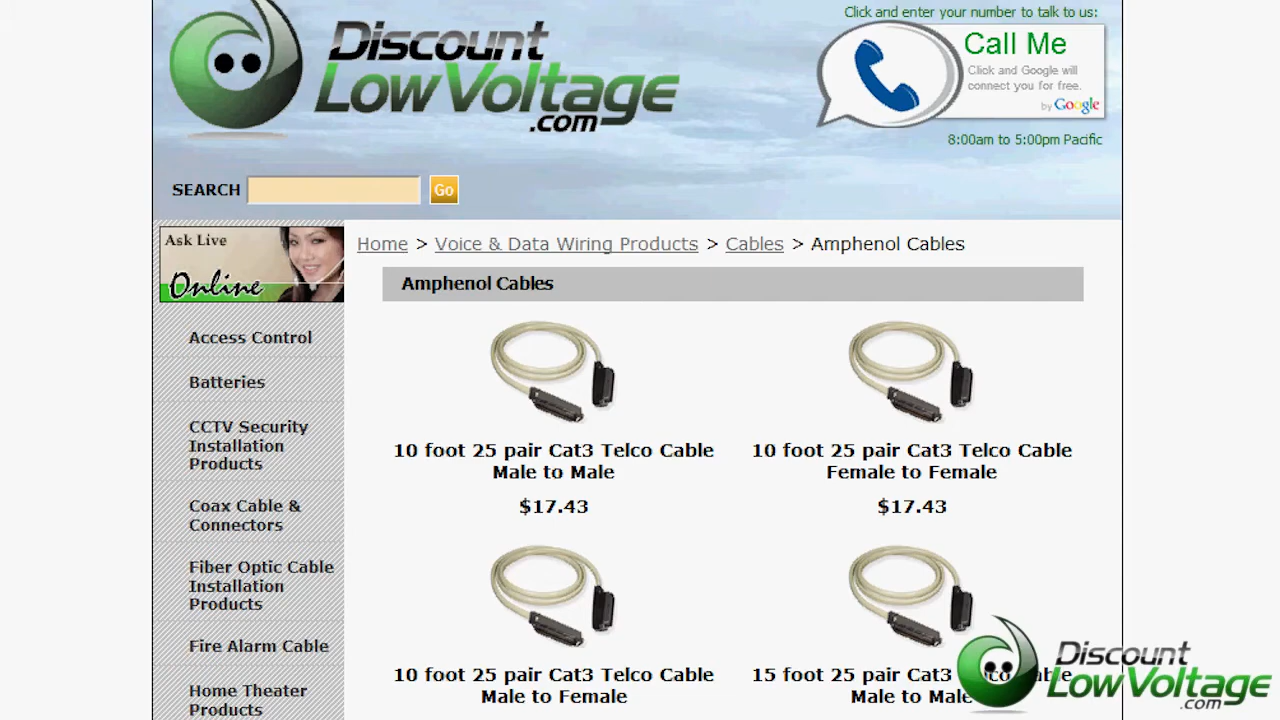 Click and enter your number to talk to us:
Discount
LowVoltage
.com
Call Me
Click and Google will
connect you for free.
by Google
8:00am to 5:00pm Pacific
SEARCH
Go
Ask Live
Online
Home > Voice & Data Wiring Products > Cables > Amphenol Cables
Amphenol Cables
Access Control
Batteries
CCTV Security
Installation
Products
Coax Cable &
Connectors
Fiber Optic Cable
Installation
Products
Fire Alarm Cable
Home Theater
Products
10 foot 25 pair Cat3 Telco Cable
Male to Male
$17.43
10 foot 25 pair Cat3 Telco Cable
Female to Female
$17.43
10 foot 25 pair Cat3 Telco Cable
Male to Female
15 foot 25 pair Cat3 Telco Cable
Male to Male
Discount
LowVoltage
.com